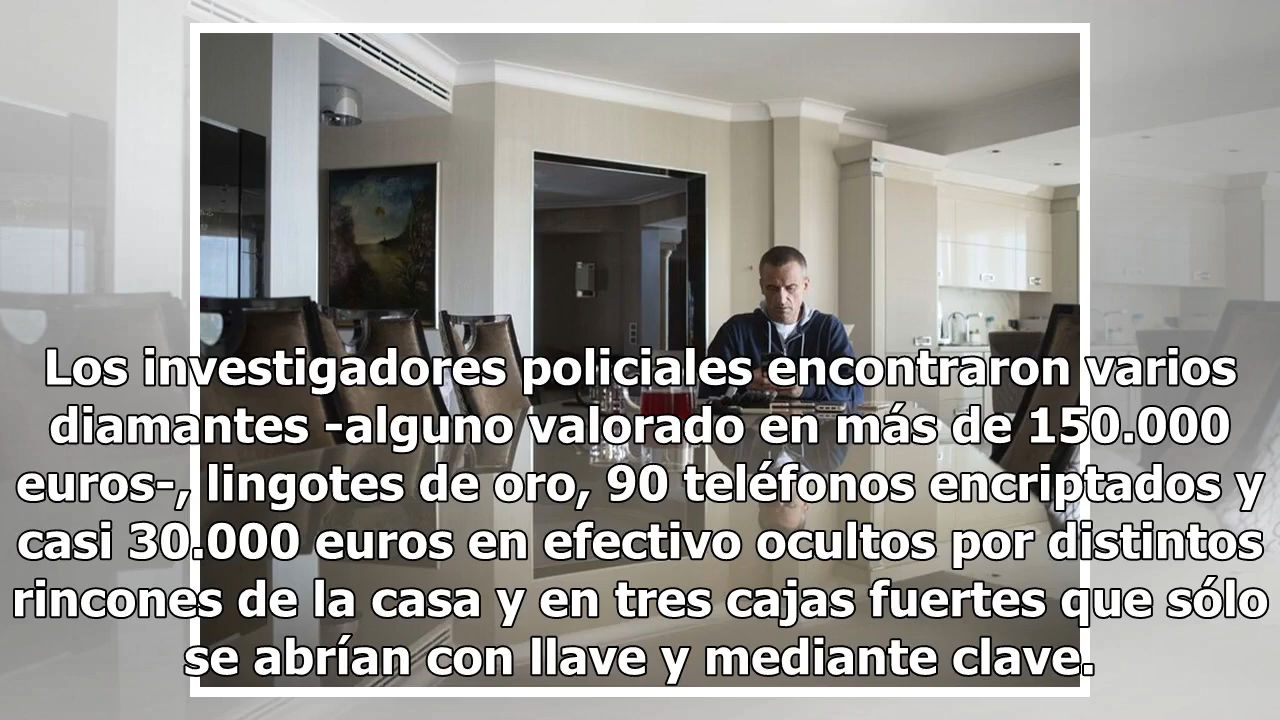 Los investigadores policiales encontraron varios
diamantes -alguno valorado en más de 150.000
euros-, lingotes de oro, 90 teléfonos encriptados y
casi 30.000 euros en efectivo ocultos por distintos
rincones de la casa y en tres cajas fuertes que sólo
se abrían con llave y mediante clave.